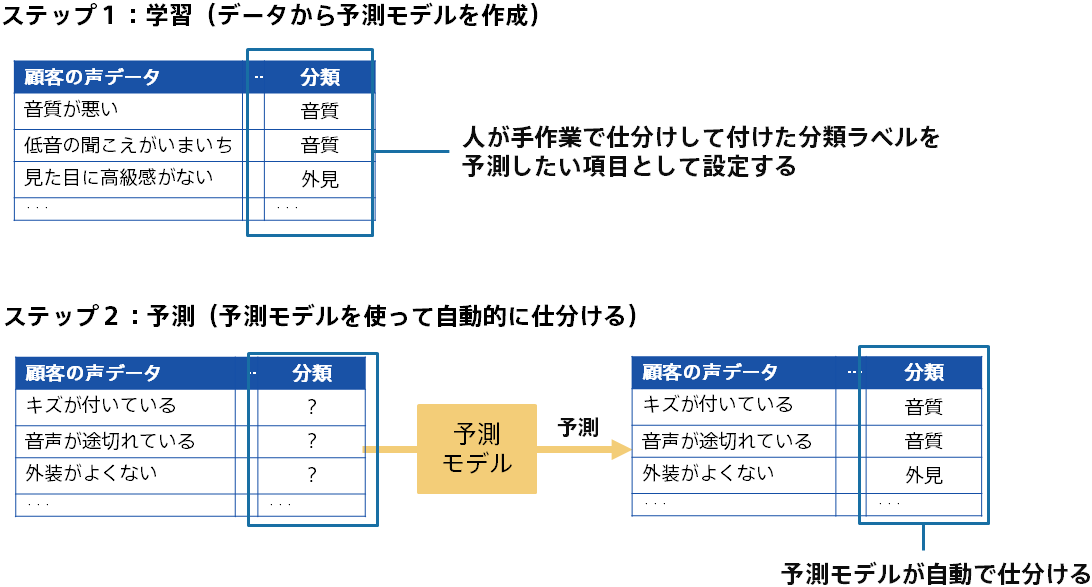 ステップ１：学習（データから予測モデルを作成）
顧客の声データ ‥ 分類
音質が悪い 音質
低音の聞こえがいまいち 音質
見た目に高級感がない 外見
・・・ ・・・
人が手作業で仕分けして付けた分類ラベルを
予測したい項目として設定する
ステップ２：予測（予測モデルを使って自動的に仕分ける）
顧客の声データ ‥ 分類
キズが付いている ？
音声が途切れている ？
外装がよくない ？
・・・ ・・・
予測
モデル
予測
顧客の声データ … 分類
キズが付いている 音質
音声が途切れている 音質
外装がよくない 外見
・・・ ・・・
予測モデルが自動で仕分ける